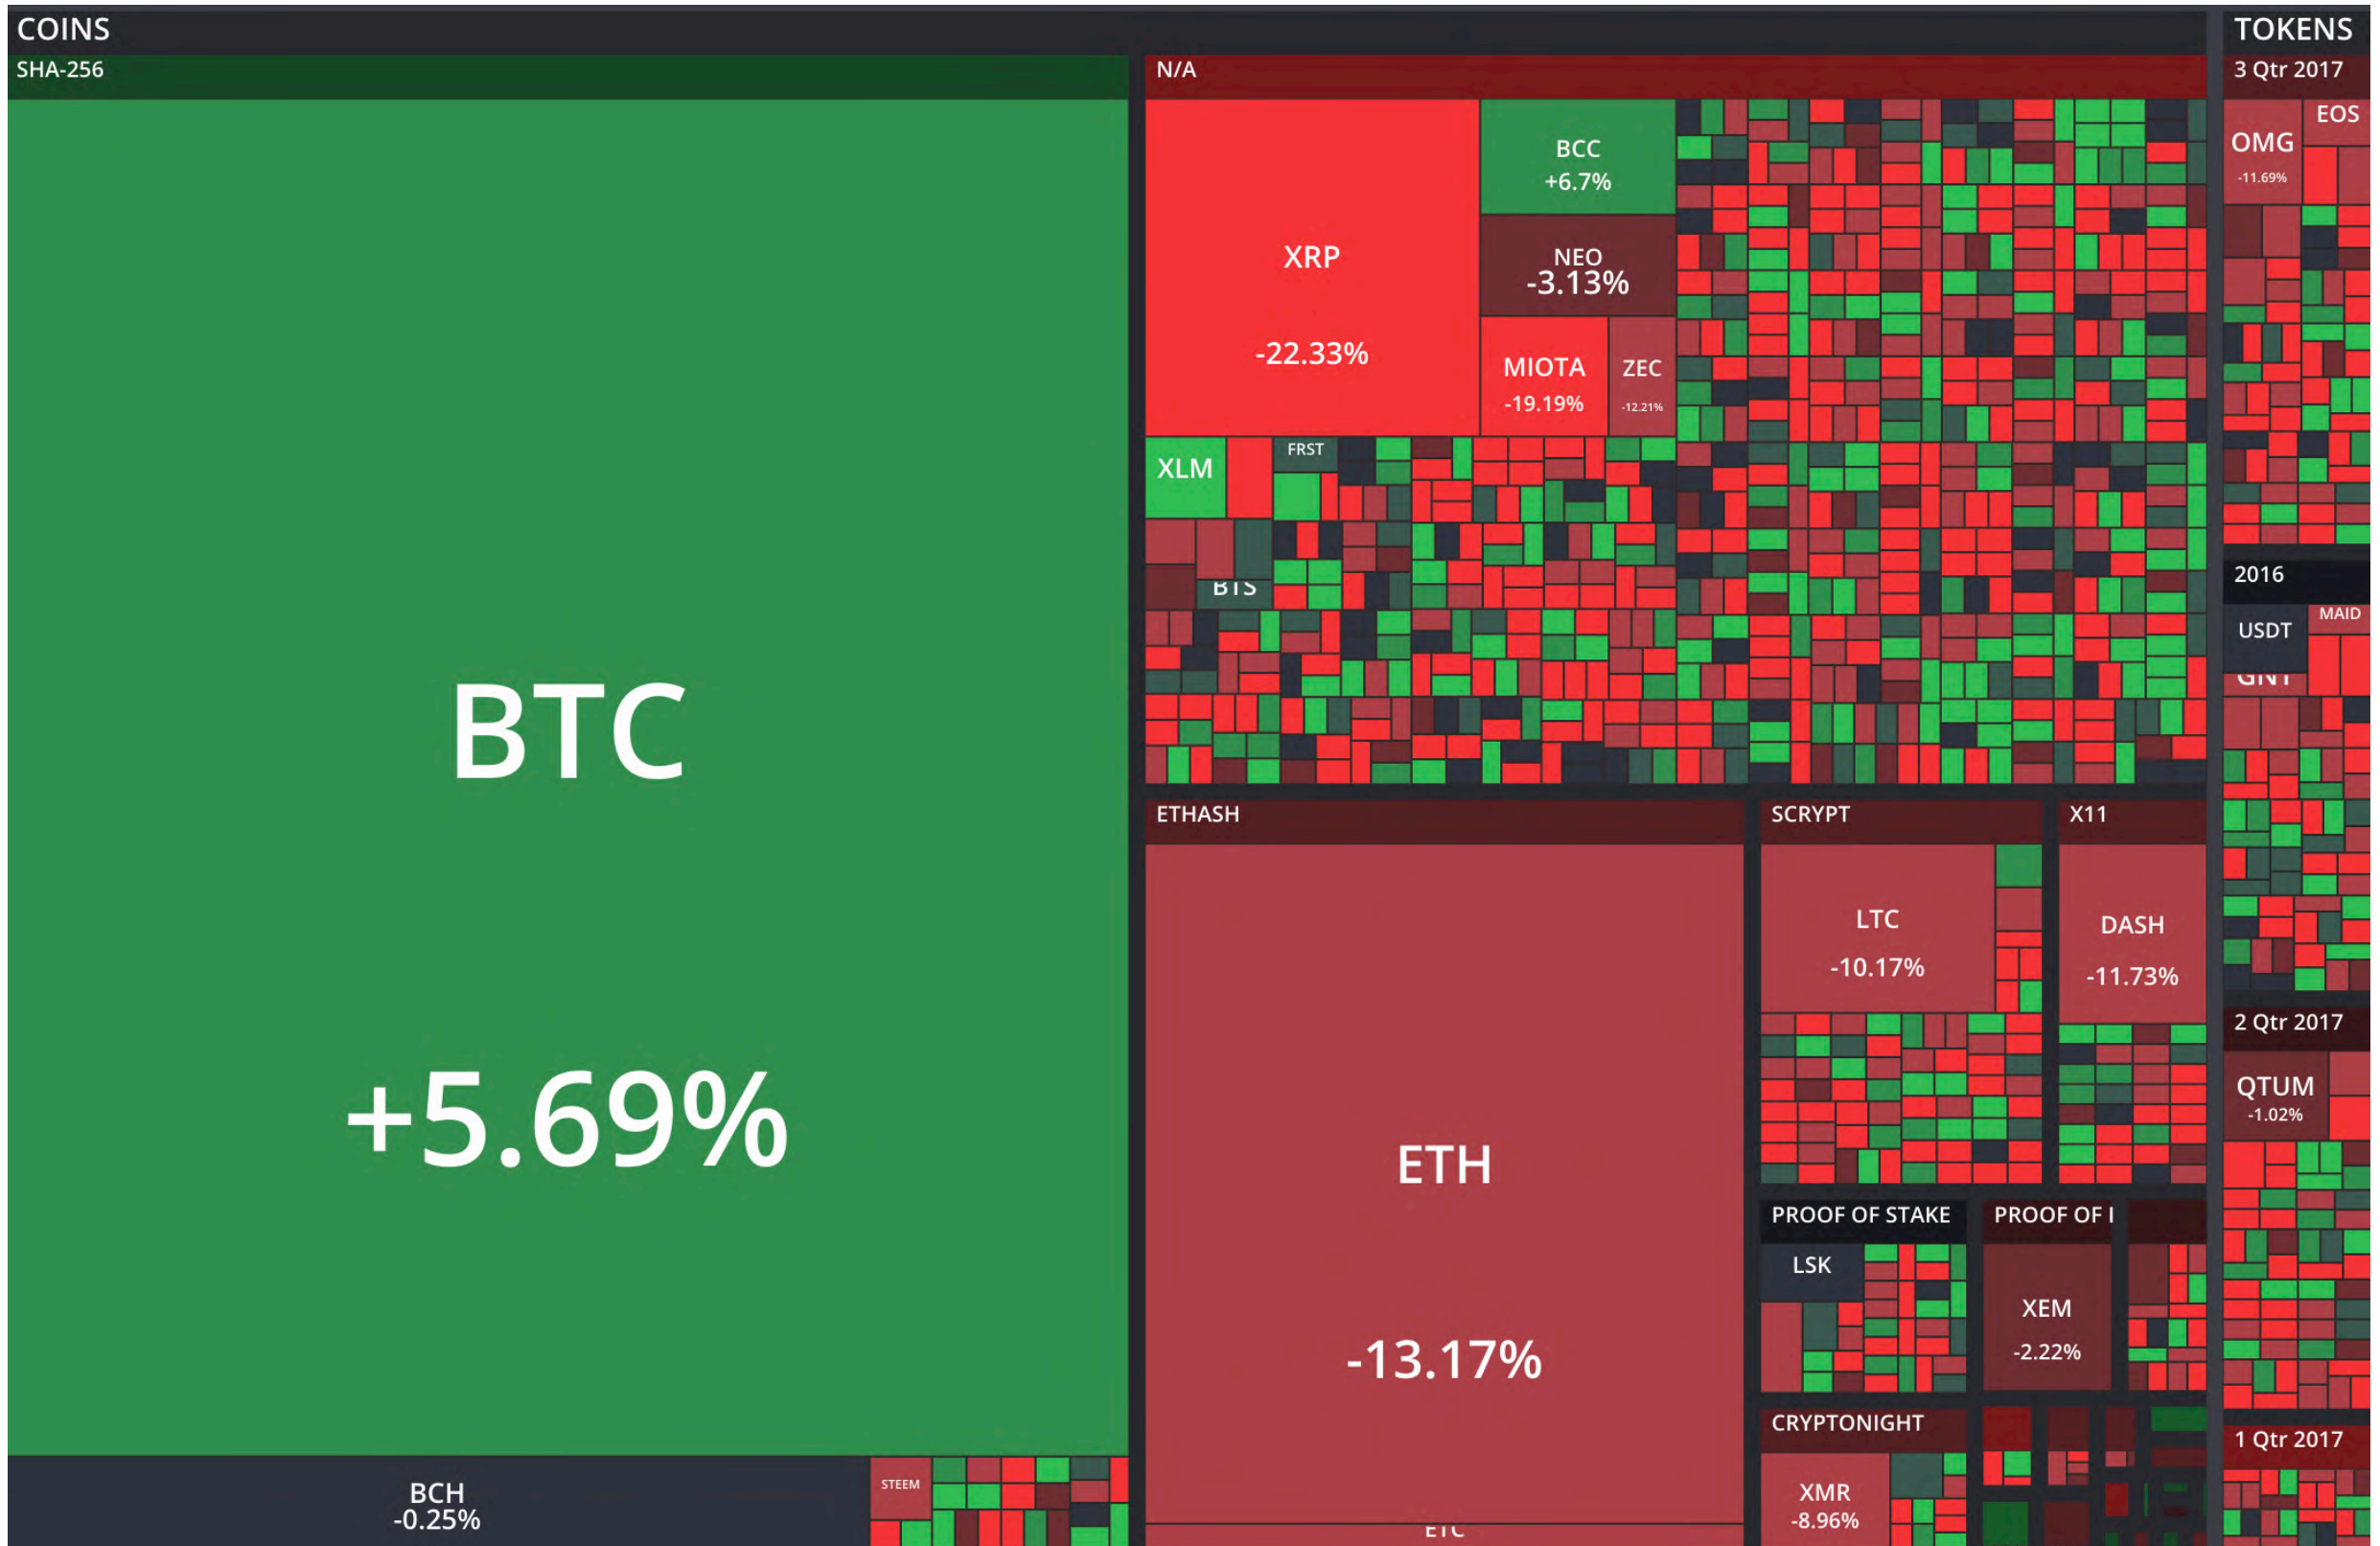 COINS
SHA-256
BTC
+5.69%
BCH
-0.25%
STEEM
N/A
XRP
-22.33%
BCC
+6.7%
NEO
-3.13%
MIOTA
-19.19%
ZEC
-12.21%
XLM
FRST
BTS
ETHASH
ETH
-13.17%
ETC
SCRYPT
LTC
-10.17%
X11
DASH
-11.73%
PROOF OF STAKE
LSK
PROOF OF I
XEM
-2.22%
CRYPTONIGHT
XMR
-8.96%
TOKENS
3 Qtr 2017
OMG
-11.69%
EOS
2016
USDT
MAID
GNT
2 Qtr 2017
QTUM
-1.02%
1 Qtr 2017